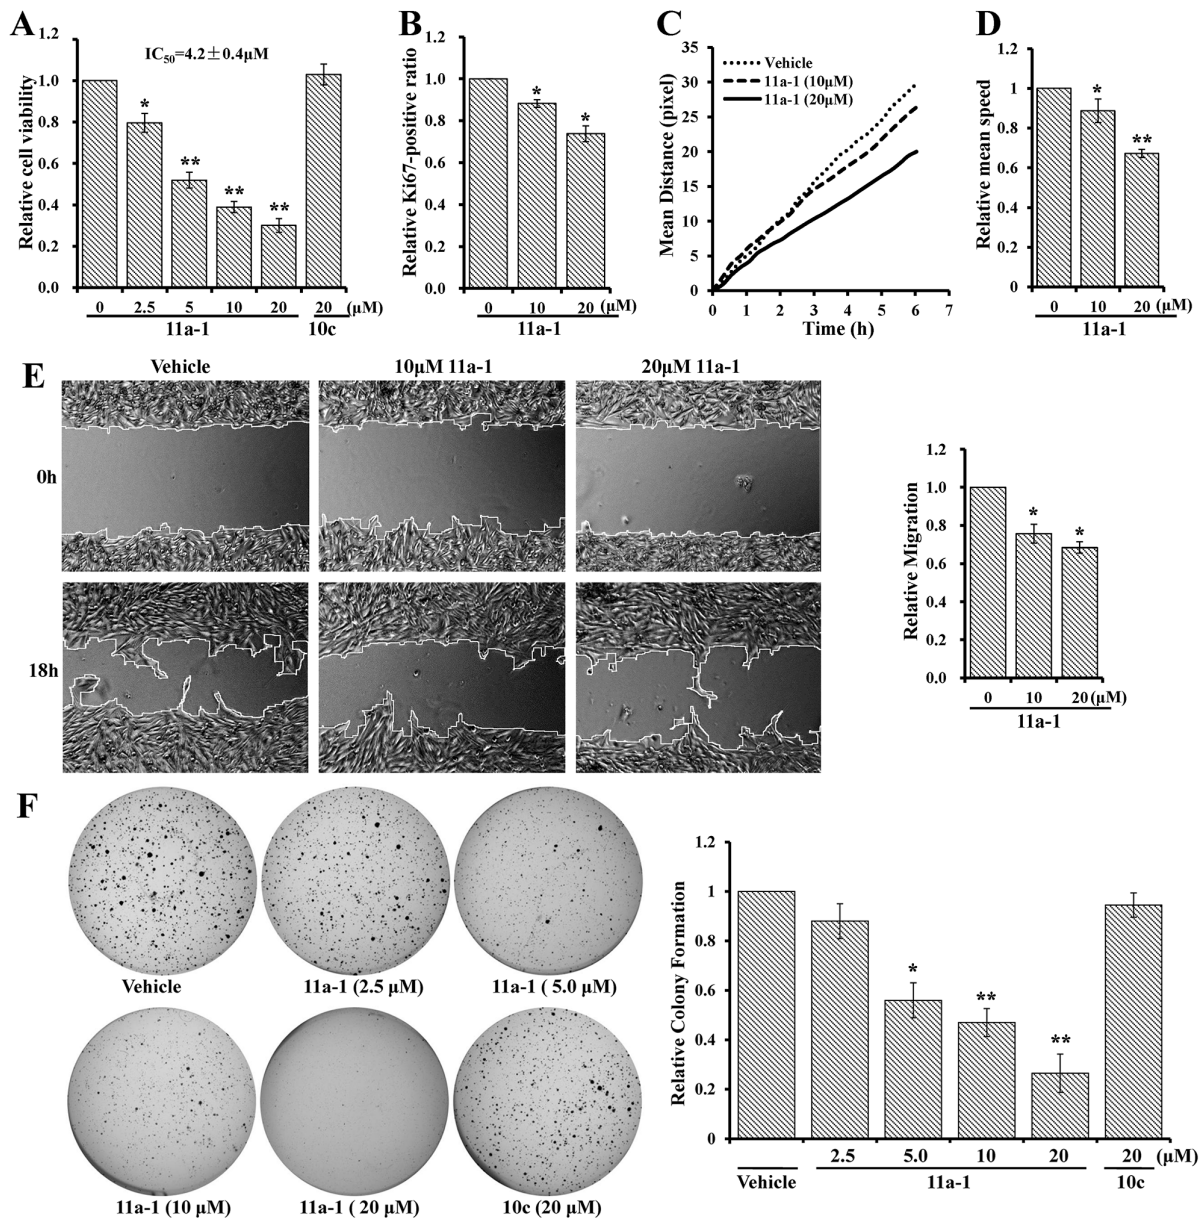 A
Relative cell viability
1.2
1.0
0.8
0.6
0.4
0.2
0.0
IC50=4.2±0.4μM
*
**
**
**
0 2.5 5 10 20 20 (μM)
11a-1 10c
B
Relative Ki67-positive ratio
1.2
1.0
0.8
0.6
0.4
0.2
0.0
*
*
0 10 20 (μM)
11a-1
C
Mean Distance (pixel)
35
30
25
20
15
10
5
0
Vehicle
11a-1 (10μM)
11a-1 (20μM)
0 1 2 3 4 5 6 7
Time (h)
D
Relative mean speed
1.2
1
0.8
0.6
0.4
0.2
0
*
**
0 10 20 (μM)
11a-1
E
Vehicle 10μM 11a-1 20μM 11a-1
0h
18h
Relative Migration
1.2
1.0
0.8
0.6
0.4
0.2
0.0
*
*
0 10 20 (μM)
11a-1
F
Vehicle 11a-1 (2.5 μM) 11a-1 ( 5.0 μM)
11a-1 (10 μM) 11a-1 ( 20 μM) 10c (20 μM)
Relative Colony Formation
1.2
1
0.8
0.6
0.4
0.2
0
*
**
**
2.5 5.0 10 20 20 (μM)
Vehicle 11a-1 10c